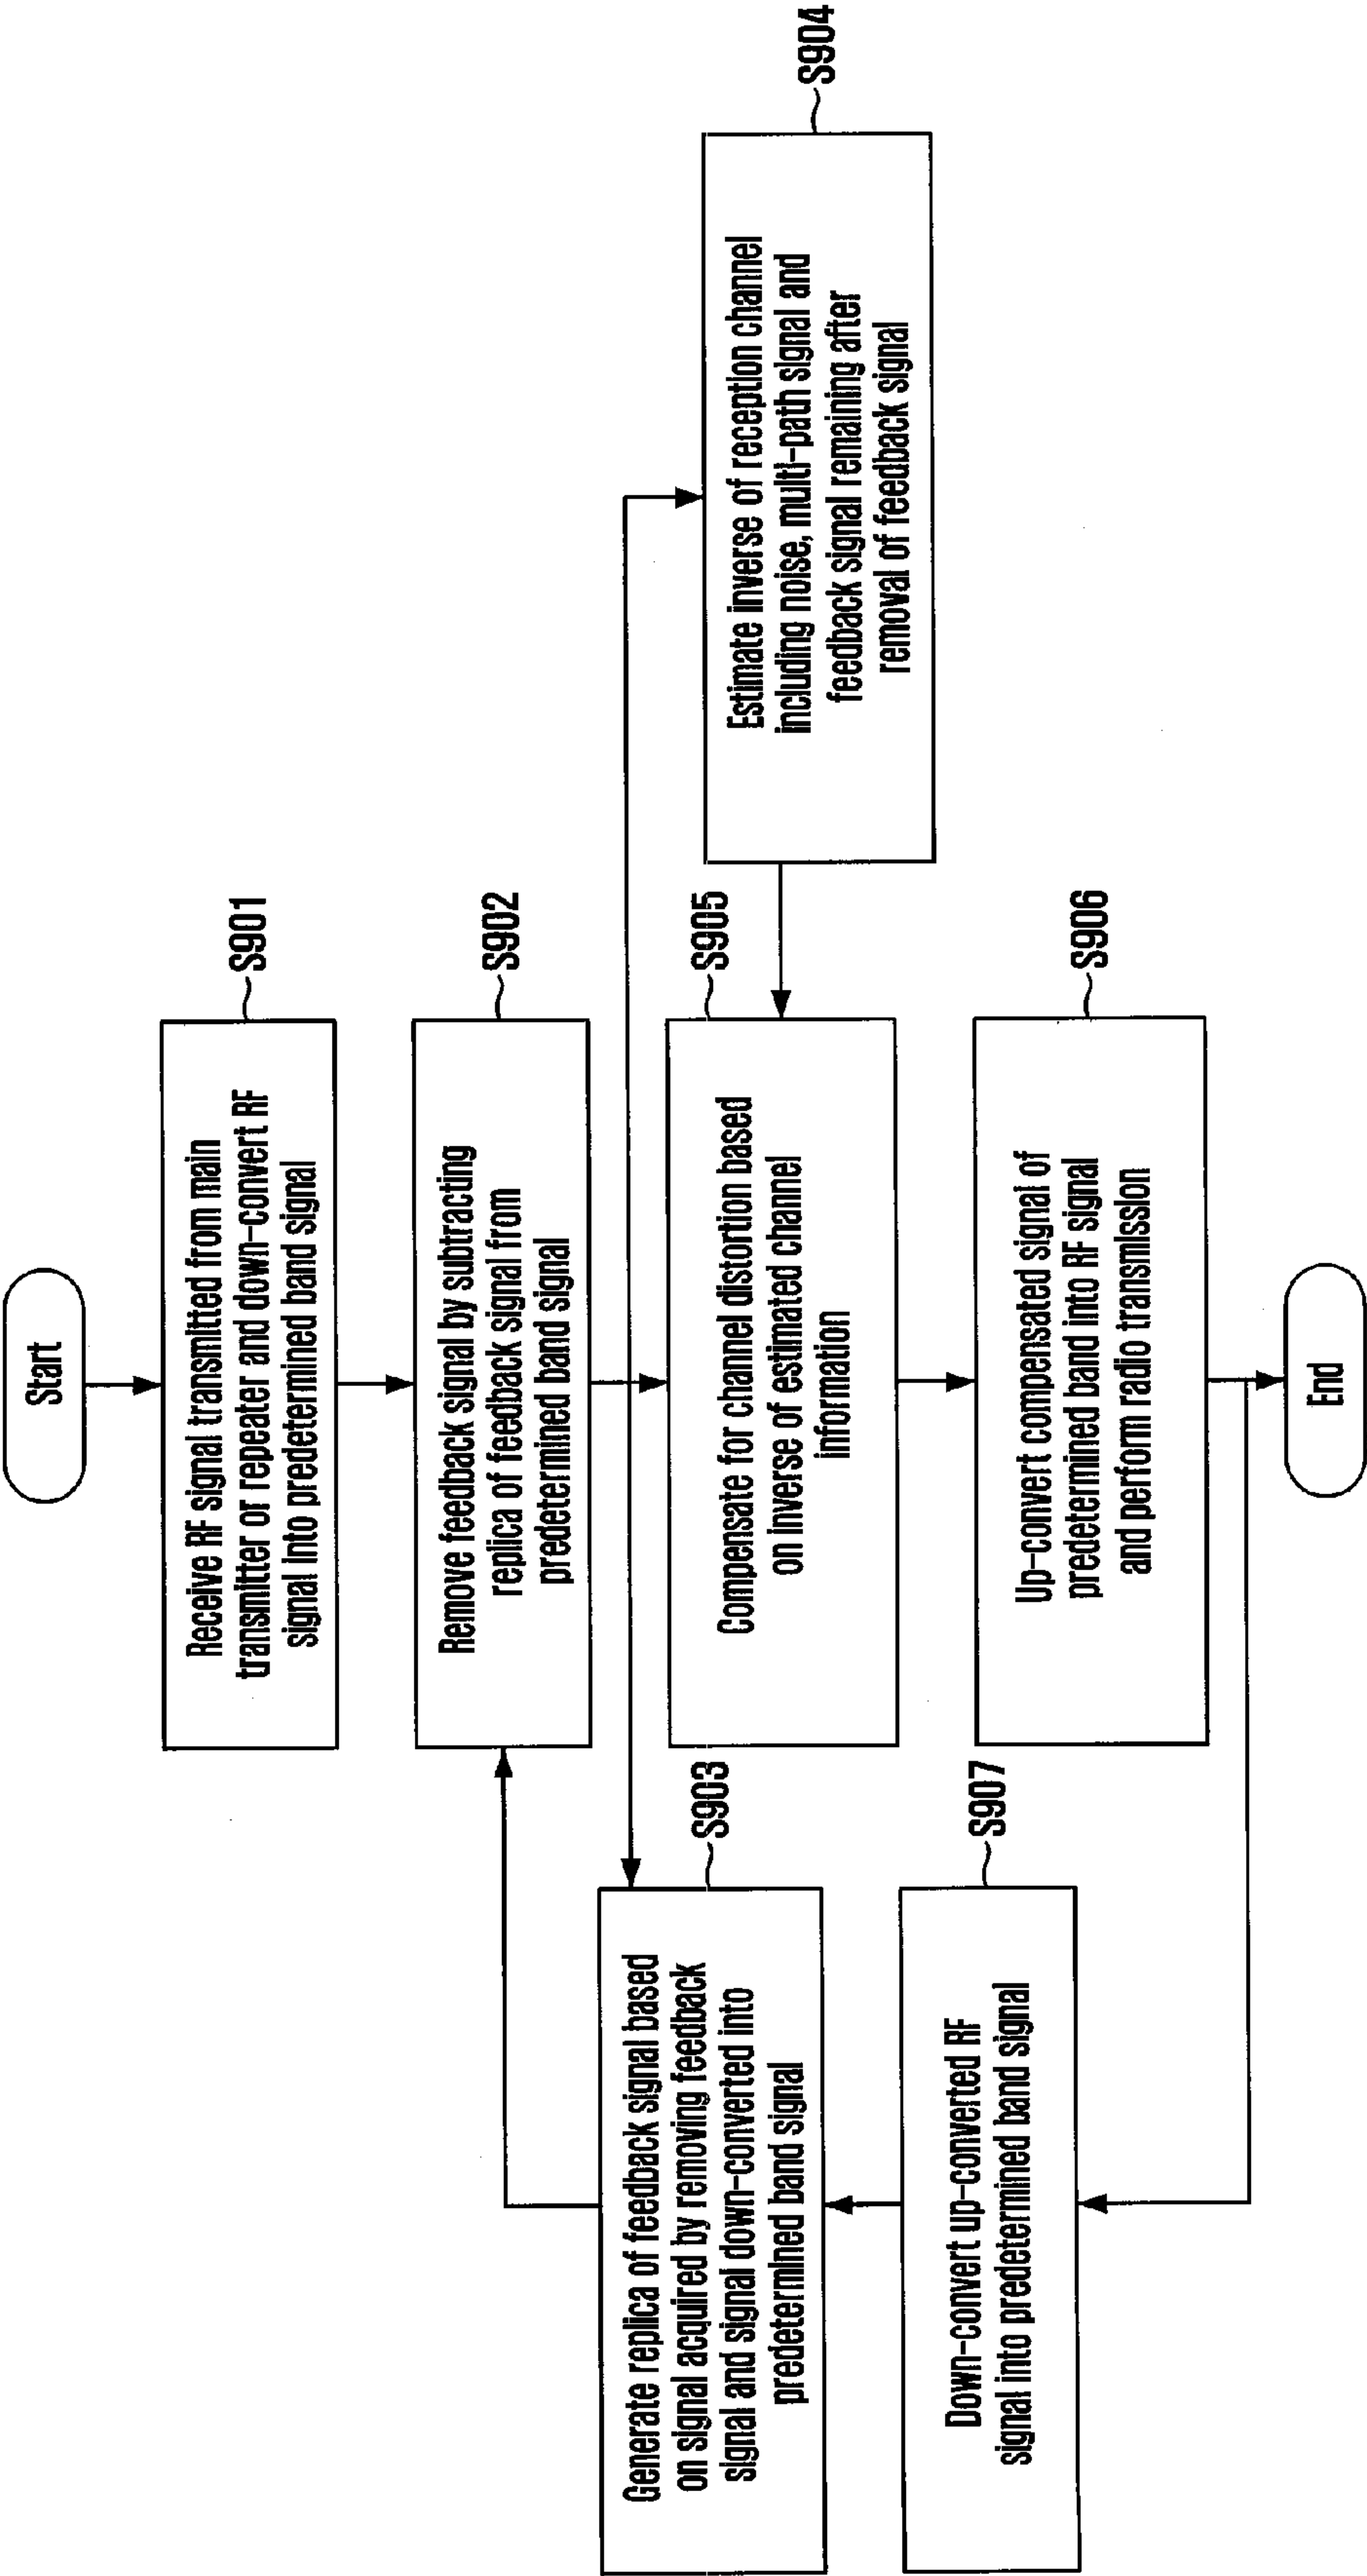 Start
S901
Receive RF signal transmitted from main
transmitter or repeater and down-convert RF
signal into predetermined band signal
S902
Remove feedback signal by subtracting
replica of feedback signal from
predetermined band signal
S903
Generate replica of feedback signal based
on signal acquired by removing feedback
signal and signal down-converted into
predetermined band signal
S905
Compensate for channel distortion based
on inverse of estimated channel
information
S904
Estimate inverse of reception channel
including noise, multi-path signal and
feedback signal remaining after
removal of feedback signal
S907
Down-convert up-converted RF
signal into predetermined band signal
S906
Up-convert compensated signal of
predetermined band into RF signal
and perform radio transmission
End